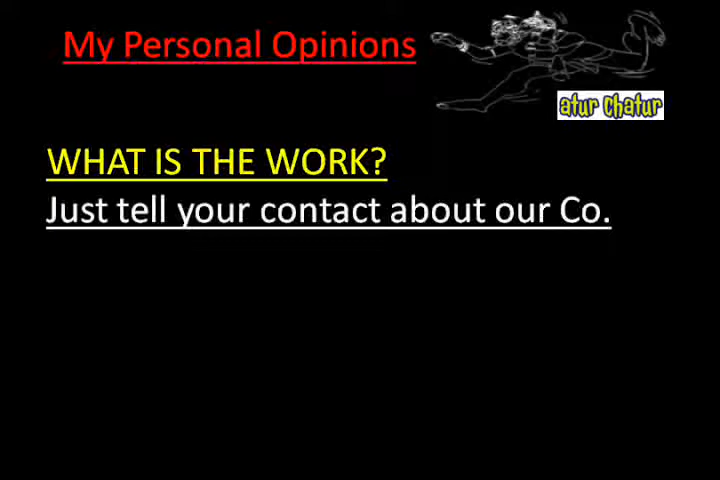 My Personal Opinions
atur chatur
WHAT IS THE WORK?
Just tell your contact about our Co.